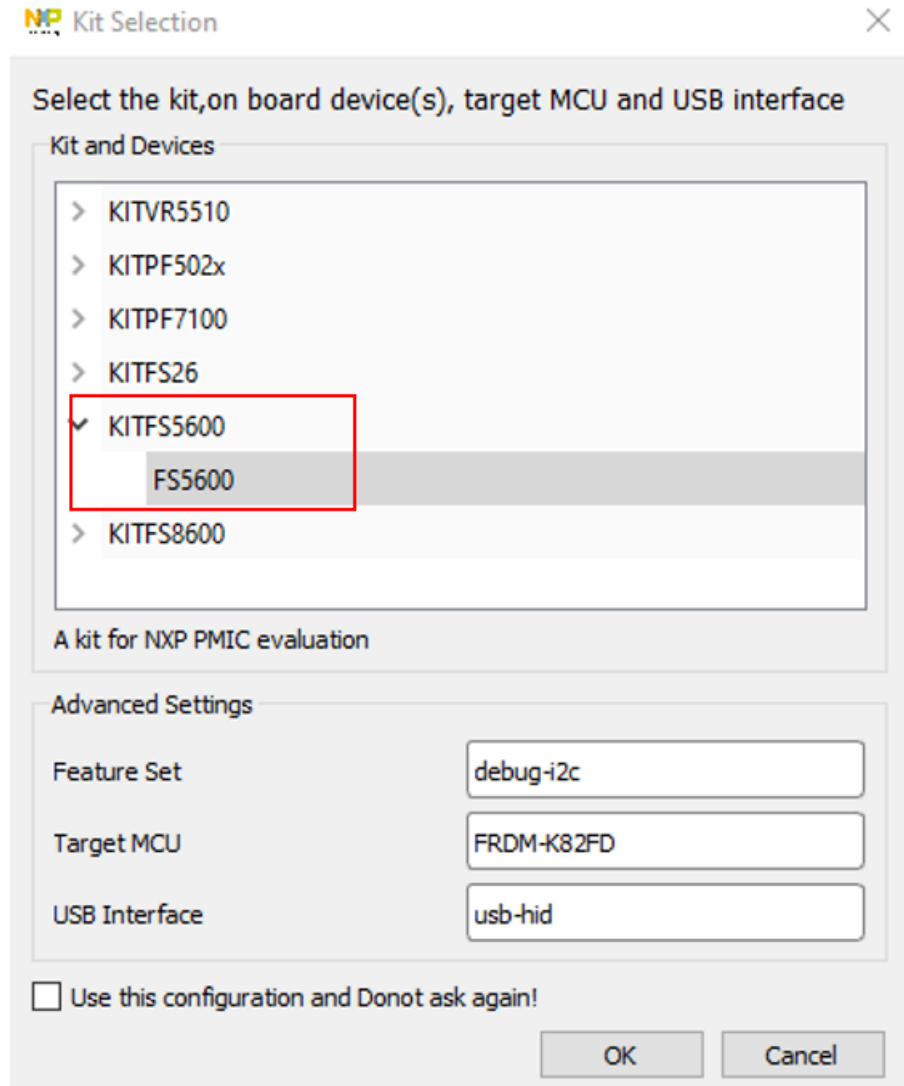 NXP Kit Selection
Select the kit,on board device(s), target MCU and USB interface
Kit and Devices
KITVR5510
KITPF502x
KITPF7100
KITFS26
KITFS5600
FS5600
KITFS8600
A kit for NXP PMIC evaluation
Advanced Settings
Feature Set debug-i2c
Target MCU FRDM-K82FD
USB Interface usb-hid
Use this configuration and Donot ask again!
OK Cancel